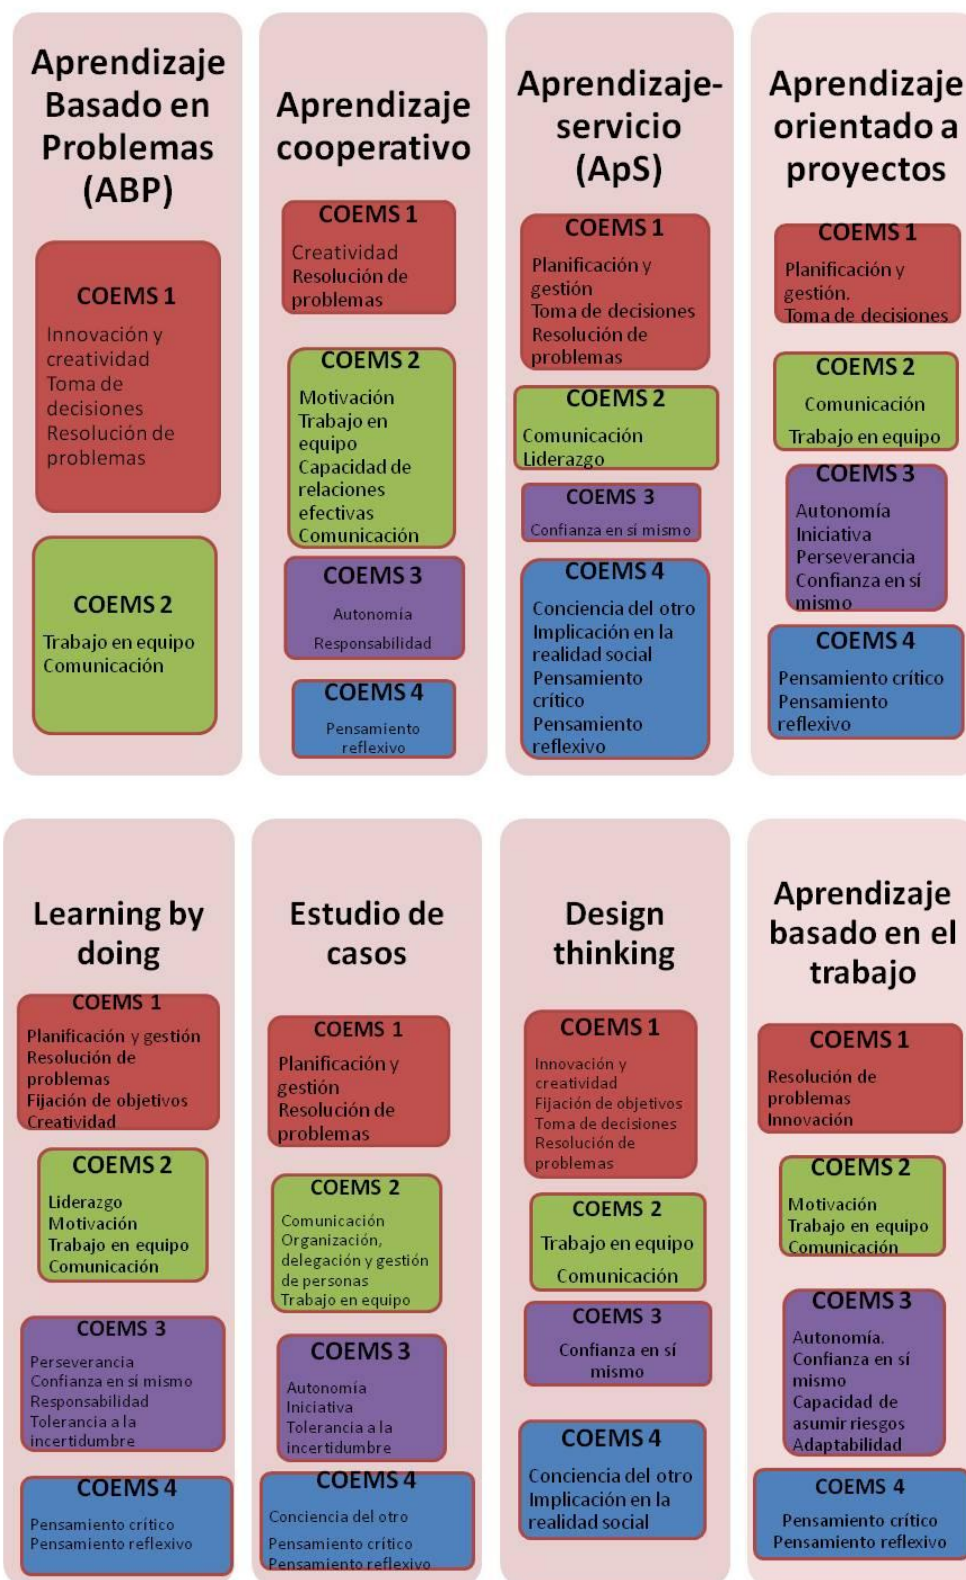 Aprendizaje
Basado en
Problemas
(ABP)
COEMS 1
Innovación y
creatividad
Toma de
decisiones
Resolución de
problemas
COEMS 2
Trabajo en equipo
Comunicación
Aprendizaje
cooperativo
COEMS 1
Creatividad
Resolución de
problemas
COEMS 2
Motivación
Trabajo en
equipo
Capacidad de
relaciones
efectivas
Comunicación
COEMS 3
Autonomía
Responsabilidad
COEMS 4
Pensamiento
reflexivo
Aprendizaje-
servicio
(ApS)
COEMS 1
Planificación y
gestión
Toma de decisiones
Resolución de
problemas
COEMS 2
Comunicación
Liderazgo
COEMS 3
Confianza en sí mismo
COEMS 4
Conciencia del otro
Implicación en la
realidad social
Pensamiento
crítico
Pensamiento
reflexivo
Aprendizaje
orientado a
proyectos
COEMS 1
Planificación y
gestión.
Toma de decisiones
COEMS 2
Comunicación
Trabajo en equipo
COEMS 3
Autonomía
Iniciativa
Perseverancia
Confianza en sí
mismo
COEMS 4
Pensamiento crítico
Pensamiento
reflexivo
Learning by
doing
COEMS 1
Planificación y gestión
Resolución de
problemas
Fijación de objetivos
Creatividad
COEMS 2
Liderazgo
Motivación
Trabajo en equipo
Comunicación
COEMS 3
Perseverancia
Confianza en sí mismo
Responsabilidad
Tolerancia a la
incertidumbre
COEMS 4
Pensamiento crítico
Pensamiento reflexivo
Estudio de
casos
COEMS 1
Planificación y
gestión
Resolución de
problemas
COEMS 2
Comunicación
Organización,
delegación y gestión
de personas
Trabajo en equipo
COEMS 3
Autonomía
Iniciativa
Tolerancia a la
incertidumbre
COEMS 4
Conciencia del otro
Pensamiento crítico
Pensamiento reflexivo
Design
thinking
COEMS 1
Innovación y
creatividad
Fijación de objetivos
Toma de decisiones
Resolución de
problemas
COEMS 2
Trabajo en equipo
Comunicación
COEMS 3
Confianza en sí
mismo
COEMS 4
Conciencia del otro
Implicación en la
realidad social
Aprendizaje
basado en el
trabajo
COEMS 1
Resolución de
problemas
Innovación
COEMS 2
Motivación
Trabajo en equipo
Comunicación
COEMS 3
Autonomía.
Confianza en sí
mismo
Capacidad de
asumir riesgos
Adaptabilidad
COEMS 4
Pensamiento crítico
Pensamiento reflexivo